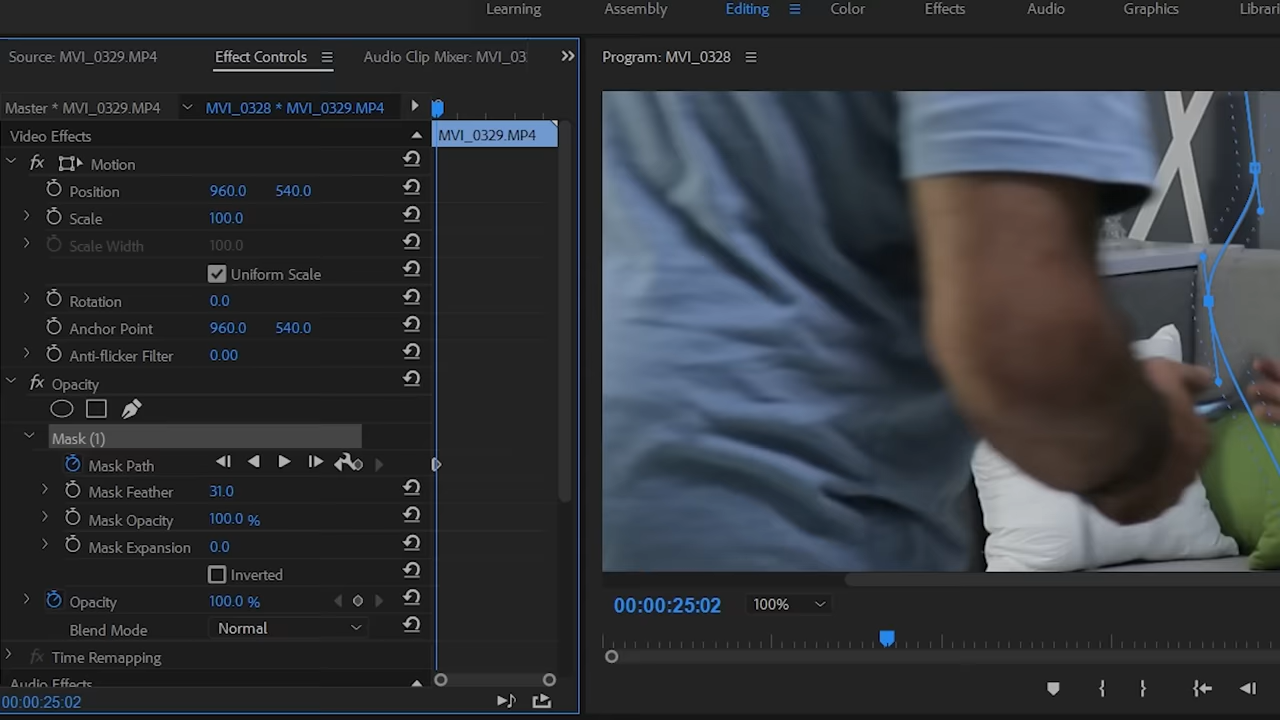 Learning Assembly Editing Color Effects Audio Graphics Librari
Source: MVI_0329.MP4 Effect Controls Audio Clip Mixer: MVI_03 Program: MVI_0328
Master * MVI_0329.MP4 MVI_0328 * MVI_0329.MP4
Video Effects MVI_0329.MP4
fx Motion
Position 960.0 540.0
Scale 100.0
Scale Width 100.0
Uniform Scale
Rotation 0.0
Anchor Point 960.0 540.0
Anti-flicker Filter 0.00
fx Opacity
Mask (1)
Mask Path
Mask Feather 31.0
Mask Opacity 100.0 %
Mask Expansion 0.0
Inverted
Opacity 100.0 %
Blend Mode Normal
fx Time Remapping
Audio Effects
00:00:25:02
00:00:25:02 100%